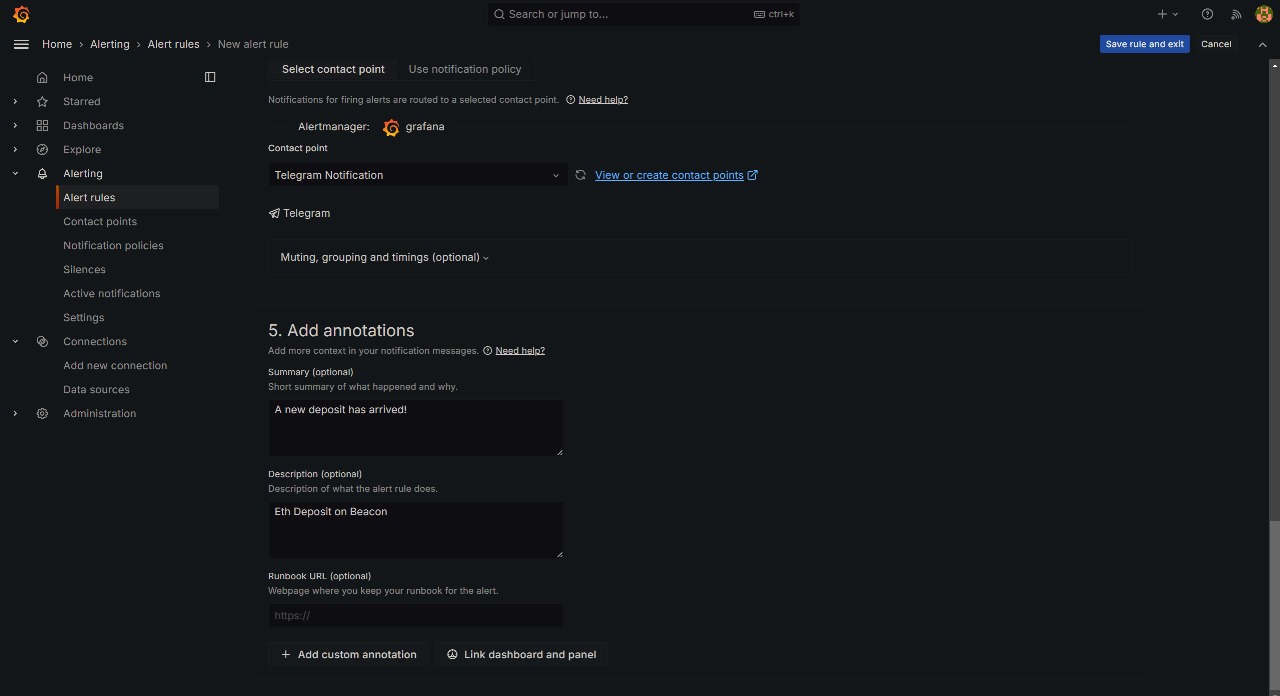 Search or jump to...
ctrl+k
Home › Alerting › Alert rules › New alert rule
Save rule and exit
Cancel
Home
Starred
Dashboards
Explore
Alerting
Alert rules
Contact points
Notification policies
Silences
Active notifications
Settings
Connections
Add new connection
Data sources
Administration
Select contact point
Use notification policy
Notifications for firing alerts are routed to a selected contact point. Need help?
Alertmanager: grafana
Contact point
Telegram Notification
View or create contact points
Telegram
Muting, grouping and timings (optional)
5. Add annotations
Add more context in your notification messages. Need help?
Summary (optional)
Short summary of what happened and why.
A new deposit has arrived!
Description (optional)
Description of what the alert rule does.
Eth Deposit on Beacon
Runbook URL (optional)
Webpage where you keep your runbook for the alert.
https://
+ Add custom annotation
Link dashboard and panel